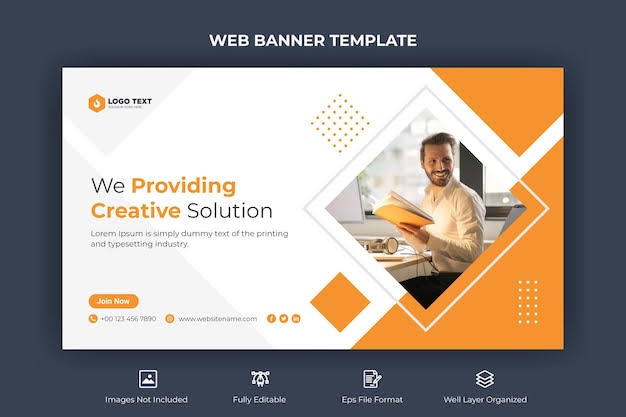 WEB BANNER TEMPLATE
LOGO TEXT
We Providing
Creative Solution
Lorem Ipsum is simply dummy text of the printing
and typesetting industry.
Join Now
+00 123 456 7890 www.websitename.com
Images Not Included Fully Editable Eps File Format Well Layer Organized